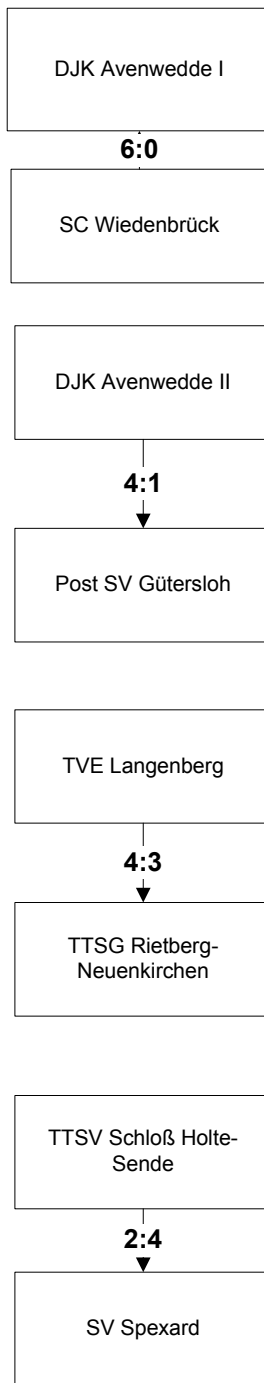 DJK Avenwedde I
6:0
SC Wiedenbrück
DJK Avenwedde II
4:1
Post SV Gütersloh
TVE Langenberg
4:3
TTSG Rietberg-
Neuenkirchen
TTSV Schloß Holte-
Sende
2:4
SV Spexard